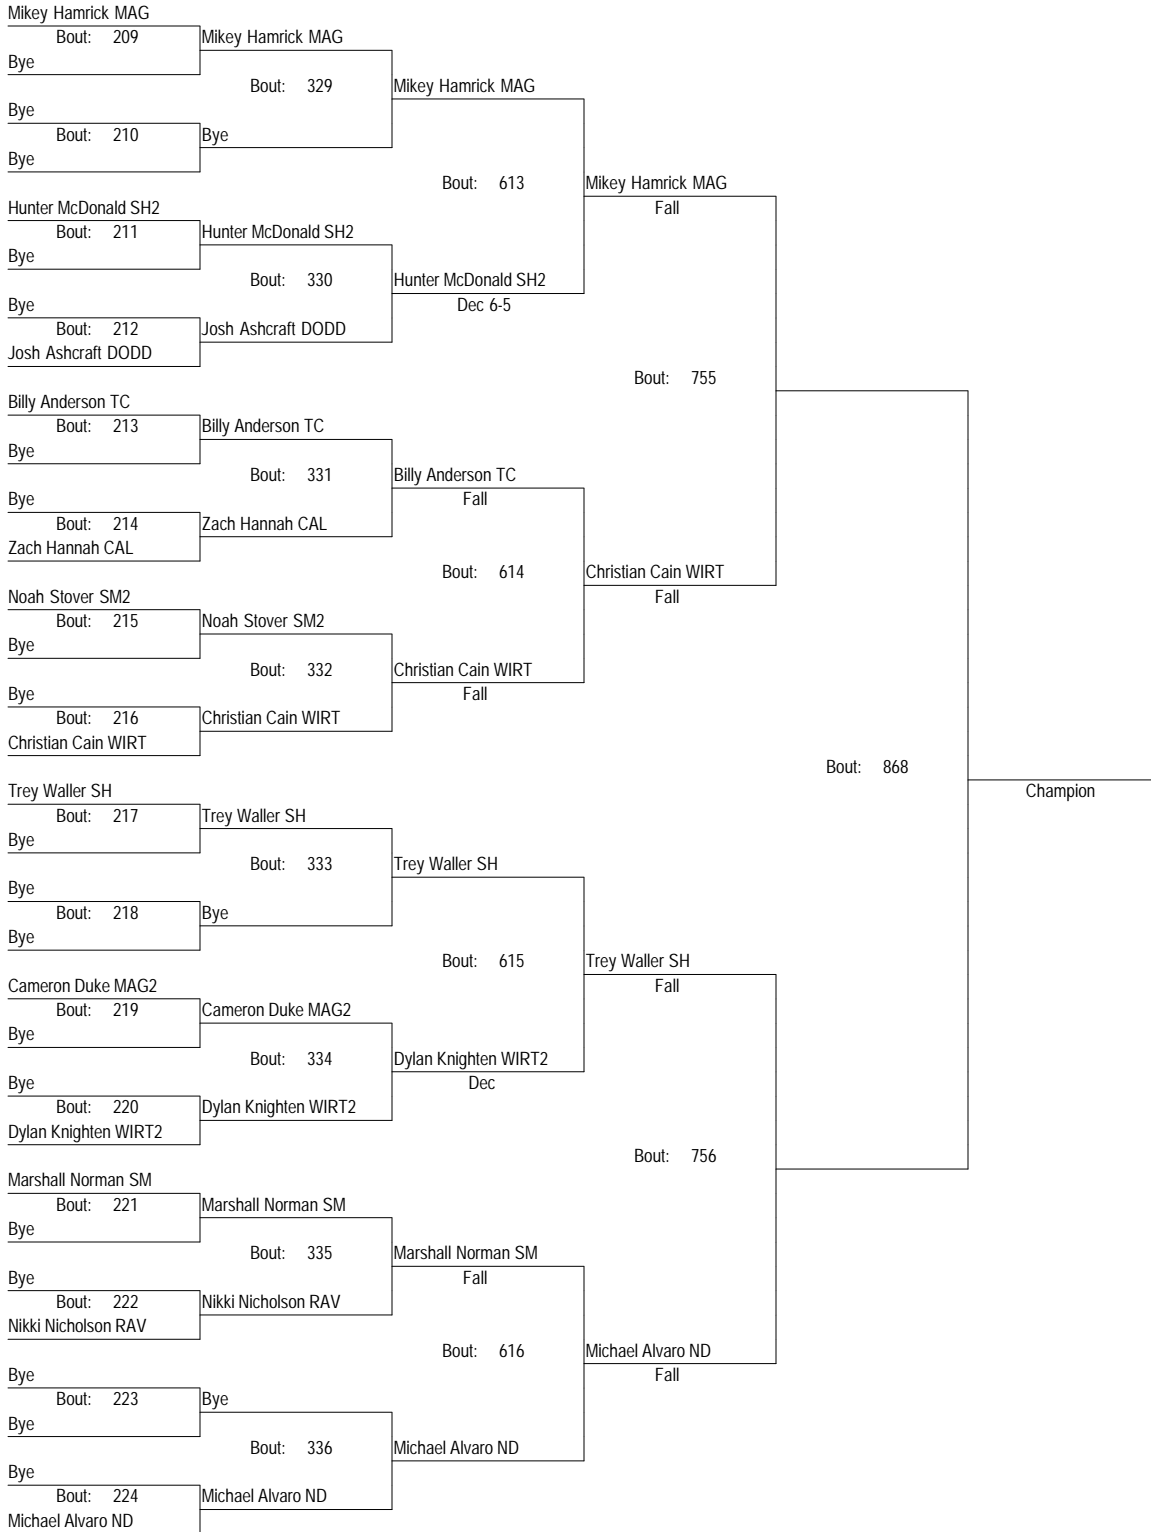 Mikey Hamrick MAG
Bout: 209 Mikey Hamrick MAG
Bye
Bout: 329 Mikey Hamrick MAG
Bye
Bout: 210 Bye
Bye
Bout: 613 Mikey Hamrick MAG
Hunter McDonald SH2 Fall
Bout: 211 Hunter McDonald SH2
Bye
Bout: 330 Hunter McDonald SH2
Bye Dec 6-5
Bout: 212 Josh Ashcraft DODD
Josh Ashcraft DODD
Bout: 755
Billy Anderson TC
Bout: 213 Billy Anderson TC
Bye
Bout: 331 Billy Anderson TC
Bye Fall
Bout: 214 Zach Hannah CAL
Zach Hannah CAL
Bout: 614 Christian Cain WIRT
Noah Stover SM2 Fall
Bout: 215 Noah Stover SM2
Bye
Bout: 332 Christian Cain WIRT
Bye Fall
Bout: 216 Christian Cain WIRT
Christian Cain WIRT
Bout: 868
Trey Waller SH Champion
Bout: 217 Trey Waller SH
Bye
Bout: 333 Trey Waller SH
Bye
Bout: 218 Bye
Bye
Bout: 615 Trey Waller SH
Cameron Duke MAG2 Fall
Bout: 219 Cameron Duke MAG2
Bye
Bout: 334 Dylan Knighten WIRT2
Bye Dec
Bout: 220 Dylan Knighten WIRT2
Dylan Knighten WIRT2
Bout: 756
Marshall Norman SM
Bout: 221 Marshall Norman SM
Bye
Bout: 335 Marshall Norman SM
Bye Fall
Bout: 222 Nikki Nicholson RAV
Nikki Nicholson RAV
Bout: 616 Michael Alvaro ND
Bye Fall
Bout: 223 Bye
Bye
Bout: 336 Michael Alvaro ND
Bye
Bout: 224 Michael Alvaro ND
Michael Alvaro ND